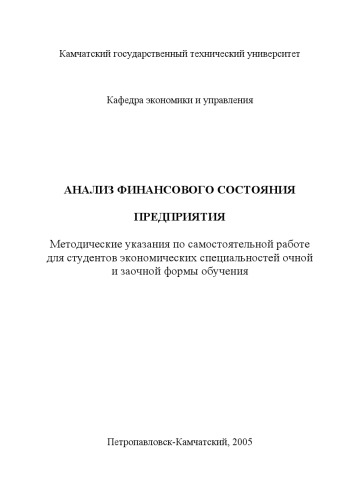 Камчатский государственный технический университет
Кафедра экономики и управления
АНАЛИЗ ФИНАНСОВОГО СОСТОЯНИЯ
ПРЕДПРИЯТИЯ
Методические указания по самостоятельной работе
для студентов экономических специальностей очной
и заочной формы обучения
Петропавловск-Камчатский, 2005